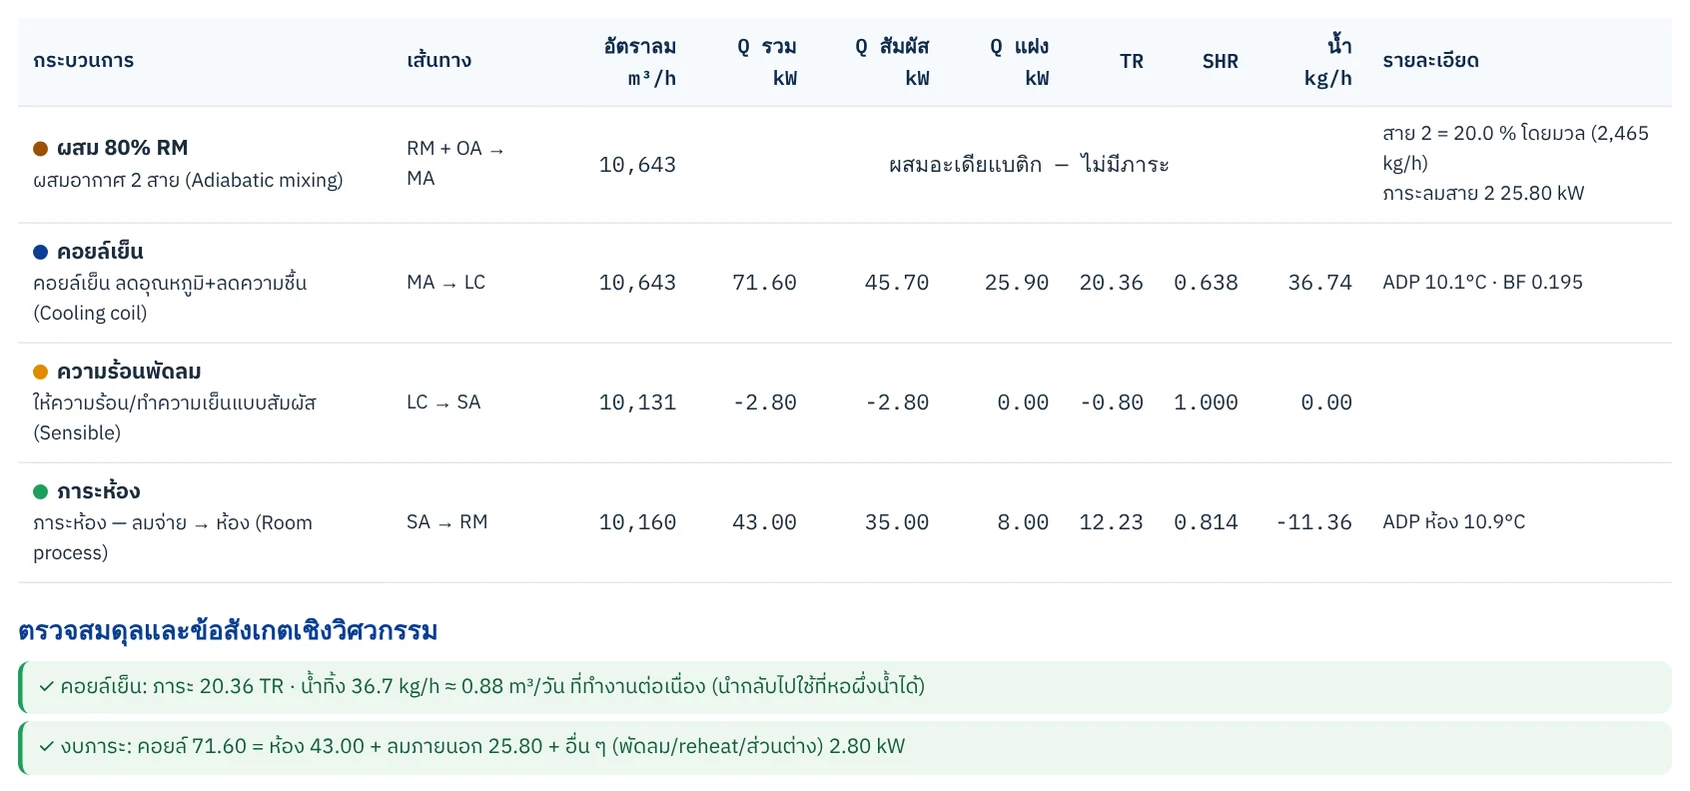 กระบวนการ เส้นทาง อัตราลม m³/h Q รวม kW Q สัมผัส kW Q แฝง kW TR SHR น้ำ kg/h รายละเอียด
ผสม 80% RM
ผสมอากาศ 2 สาย (Adiabatic mixing)
RM + OA →
MA
10,643
ผสมอะเดียแบติก — ไม่มีภาระ
สาย 2 = 20.0 % โดยมวล (2,465
kg/h)
ภาระลมสาย 2 25.80 kW
คอยล์เย็น
คอยล์เย็น ลดอุณหภูมิ+ลดความชื้น
(Cooling coil)
MA → LC 10,643 71.60 45.70 25.90 20.36 0.638 36.74 ADP 10.1°C · BF 0.195
ความร้อนพัดลม
ให้ความร้อน/ทำความเย็นแบบสัมผัส
(Sensible)
LC → SA 10,131 -2.80 -2.80 0.00 -0.80 1.000 0.00
ภาระห้อง
ภาระห้อง — ลมจ่าย → ห้อง (Room
process)
SA → RM 10,160 43.00 35.00 8.00 12.23 0.814 -11.36 ADP ห้อง 10.9°C
ตรวจสมดุลและข้อสังเกตเชิงวิศวกรรม
✓ คอยล์เย็น: ภาระ 20.36 TR · น้ำทิ้ง 36.7 kg/h ≈ 0.88 m³/วัน ที่ทำงานต่อเนื่อง (นำกลับไปใช้ที่หอผึ่งน้ำได้)
✓ งบภาระ: คอยล์ 71.60 = ห้อง 43.00 + ลมภายนอก 25.80 + อื่น ๆ (พัดลม/reheat/ส่วนต่าง) 2.80 kW